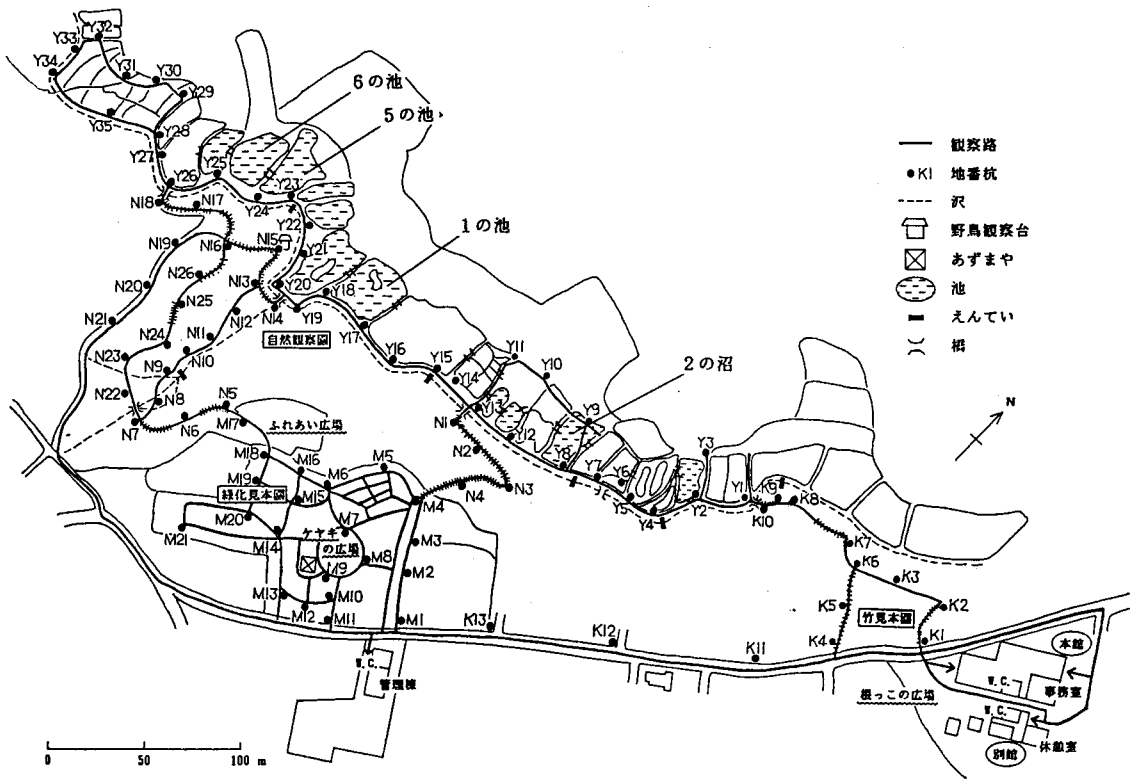 Y32
Y33
Y34
Y31
Y30
Y29
Y35
Y28
Y27
6の池
5の池
Y26
Y25
Y24
Y23
N18
N17
Y22
1の池
N19
N16
N15
Y21
N26
N13
Y20
Y18
N20
N25
N14
Y19
N12
Y17
N21
N24
N11
自然観察園
Y16
N23
N10
N9
Y15
Y14
Y11
Y10
2の沼
N22
N8
N5
N7
N6
M17
ふれあい広場
N1
Y13
Y9
Y12
N2
Y8
Y7
Y6
Y3
M18
M16
M6
M5
N4
N3
Y5
Y4
Y2
Y1
K9
K8
K10
M19
緑化見本園
M15
M4
M20
M21
M14
M7
ケヤキ
の広場
M3
K7
K6
K3
M8
M9
M2
K5
K2
M13
M10
M12
M11
M1
K13
K12
K11
K4
竹見本園
K1
W.C.
管理棟
根っこの広場
本館
W.C.
事務室
W.C.
休憩室
別館
観察路
K1 地番杭
沢
野鳥観察台
あずまや
池
えんてい
橋
N
0 50 100 m